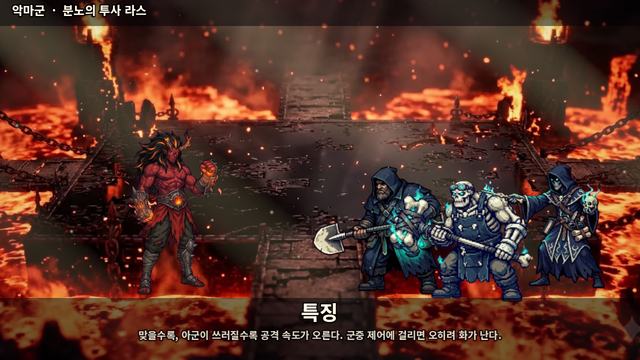 악마군 · 분노의 투사 라스
특징
맞을수록, 아군이 쓰러질수록 공격 속도가 오른다. 군중 제어에 걸리면 오히려 화가 난다.